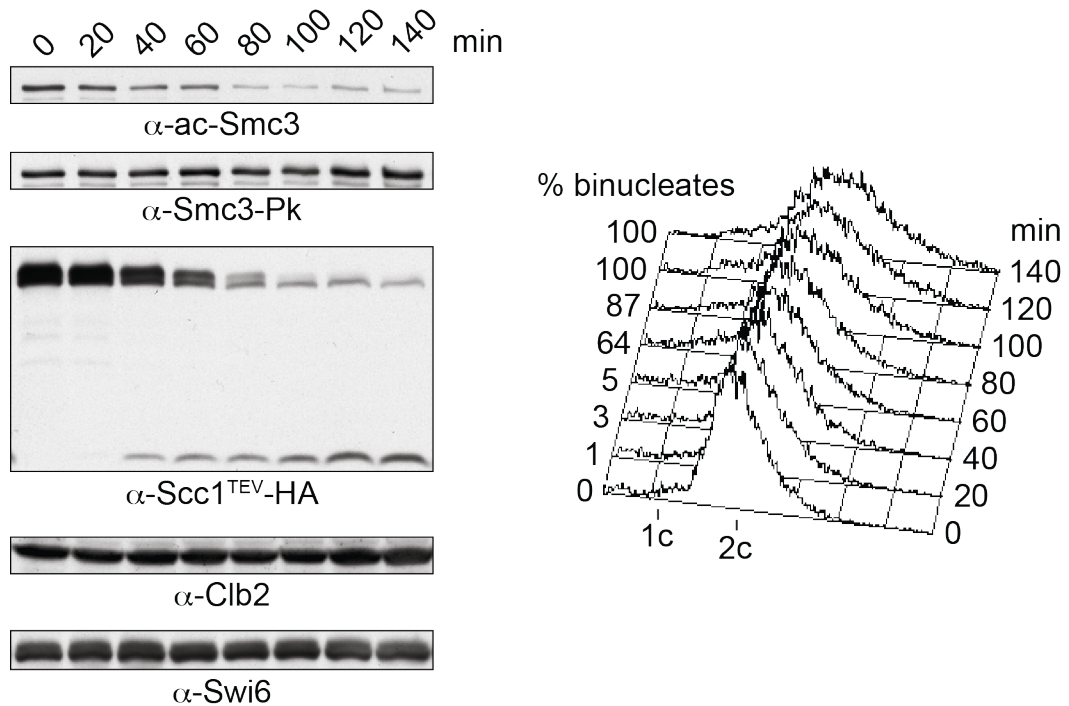 0 20 40 60 80 100 120 140 min
α-ac-Smc3
α-Smc3-Pk
α-Scc1ᵀᴱⱽ-HA
α-Clb2
α-Swi6
% binucleates
min
100 140
100 120
87 100
64 80
5 60
3 40
1 20
0 0
1c 2c